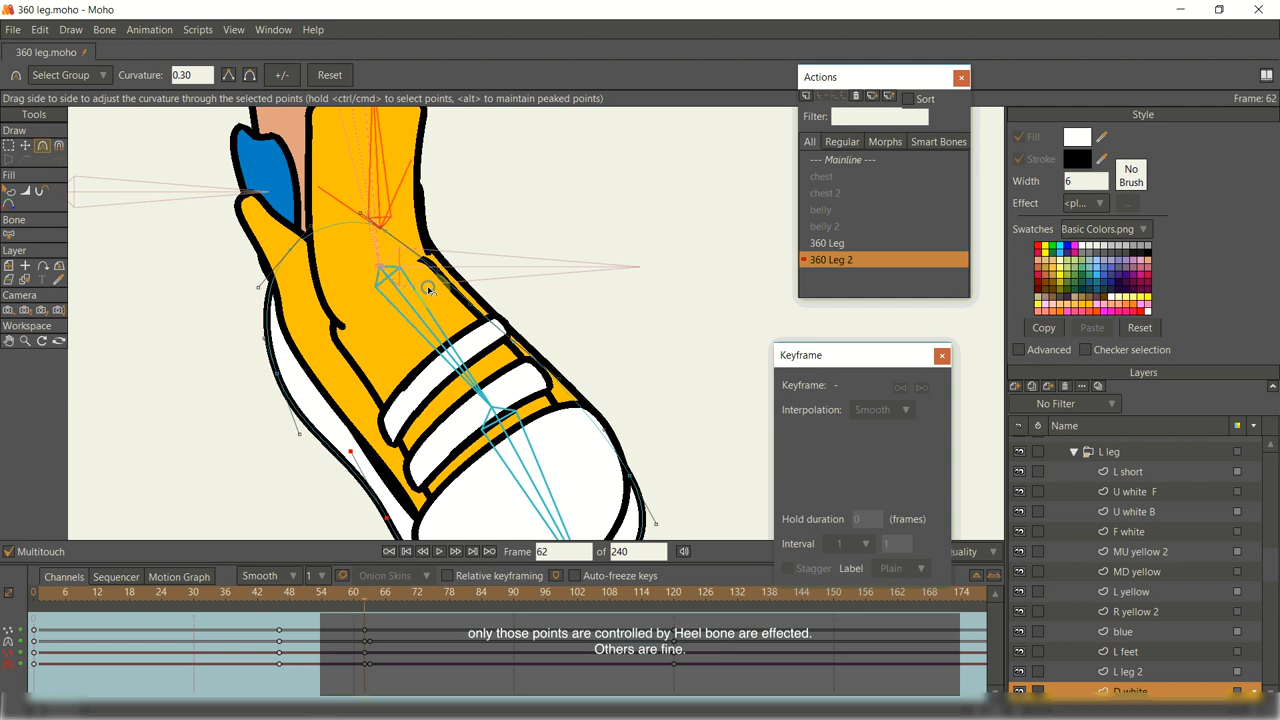 360 leg.moho - Moho
File Edit Draw Bone Animation Scripts View Window Help
360 leg.moho
Select Group Curvature: 0.30 +/- Reset
Drag side to side to adjust the curvature through the selected points (hold <ctrl/cmd> to select points, <alt> to maintain peaked points) Frame: 62
Tools
Draw
Fill
Bone
Layer
Camera
Workspace
Actions
Sort
Filter:
All Regular Morphs Smart Bones
--- Mainline ---
chest
chest 2
belly
belly 2
360 Leg
360 Leg 2
Keyframe
Keyframe: -
Interpolation: Smooth
Hold duration 0 (frames)
Interval 1 1
Stagger Label Plain
Style
Fill
Stroke
No Brush
Width 6
Effect <pl...
Swatches Basic Colors.png
Copy Paste Reset
Advanced Checker selection
Layers
No Filter
Name
L leg
L short
U white F
U white B
F white
MU yellow 2
MD yellow
L yellow
R yellow 2
blue
L feet
L leg 2
D white
Multitouch Frame 62 of 240 uality
Channels Sequencer Motion Graph Smooth 1 Onion Skins Relative keyframing Auto-freeze keys
0 6 12 18 24 30 36 42 48 54 60 66 72 78 84 90 96 102 108 114 120 126 132 138 144 150 156 162 168 174
only those points are controlled by Heel bone are effected.
Others are fine.